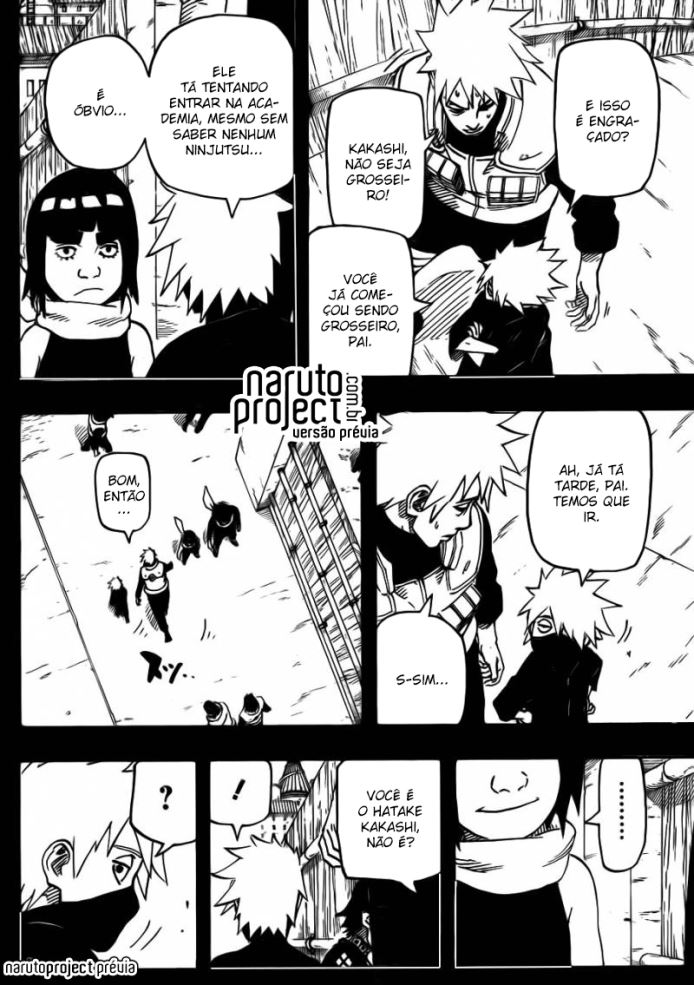 E ISSO
É ENGRA-
ÇADO?
KAKASHI,
NÃO SEJA
GROSSEI-
RO!
VOCÊ
JÁ COME-
ÇOU SENDO
GROSSEIRO,
PAI.
ELE
TÁ TENTANDO
ENTRAR NA ACA-
DEMIA, MESMO SEM
SABER NENHUM
NINJUTSU...
É
ÓBVIO...
naruto
project.com.br
versão prévia
AH, JÁ TÁ
TARDE, PAI.
TEMOS QUE
IR.
S-SIM...
BOM,
ENTÃO
...
スッ..
........
VOCÊ É
O HATAKE
KAKASHI,
NÃO É?
!
?
narutoproject prévia